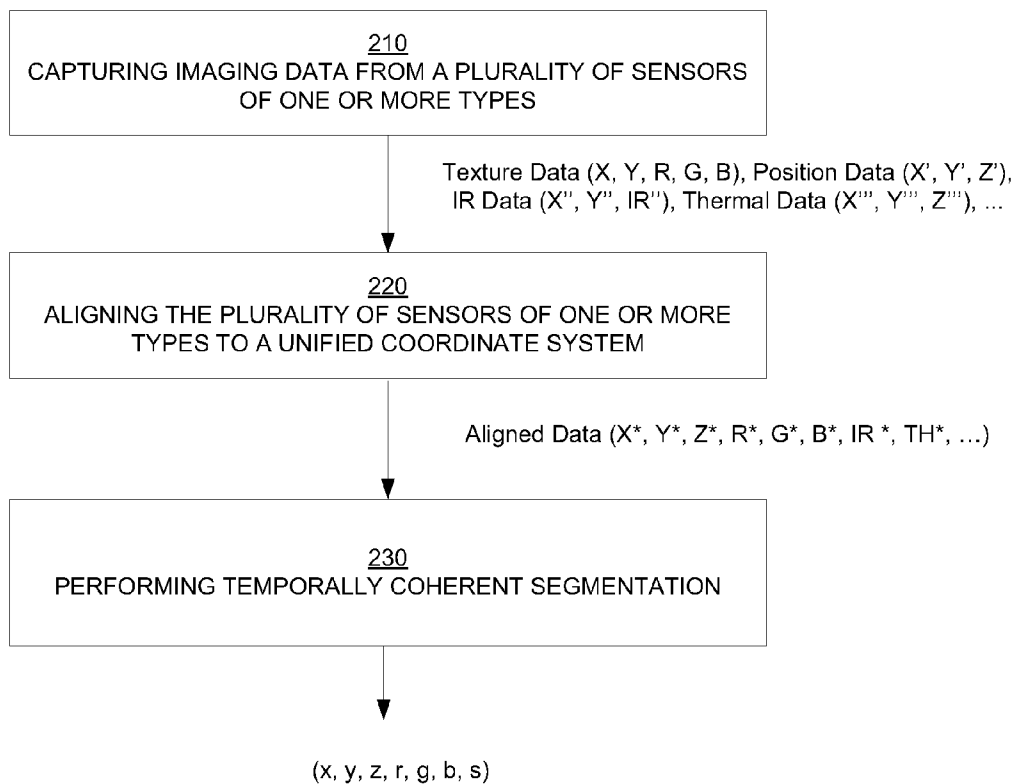 210
CAPTURING IMAGING DATA FROM A PLURALITY OF SENSORS
OF ONE OR MORE TYPES
Texture Data (X, Y, R, G, B), Position Data (X', Y', Z'),
IR Data (X'', Y'', IR''), Thermal Data (X''', Y''', Z'''), ...
220
ALIGNING THE PLURALITY OF SENSORS OF ONE OR MORE
TYPES TO A UNIFIED COORDINATE SYSTEM
Aligned Data (X*, Y*, Z*, R*, G*, B*, IR *, TH*, …)
230
PERFORMING TEMPORALLY COHERENT SEGMENTATION
(x, y, z, r, g, b, s)